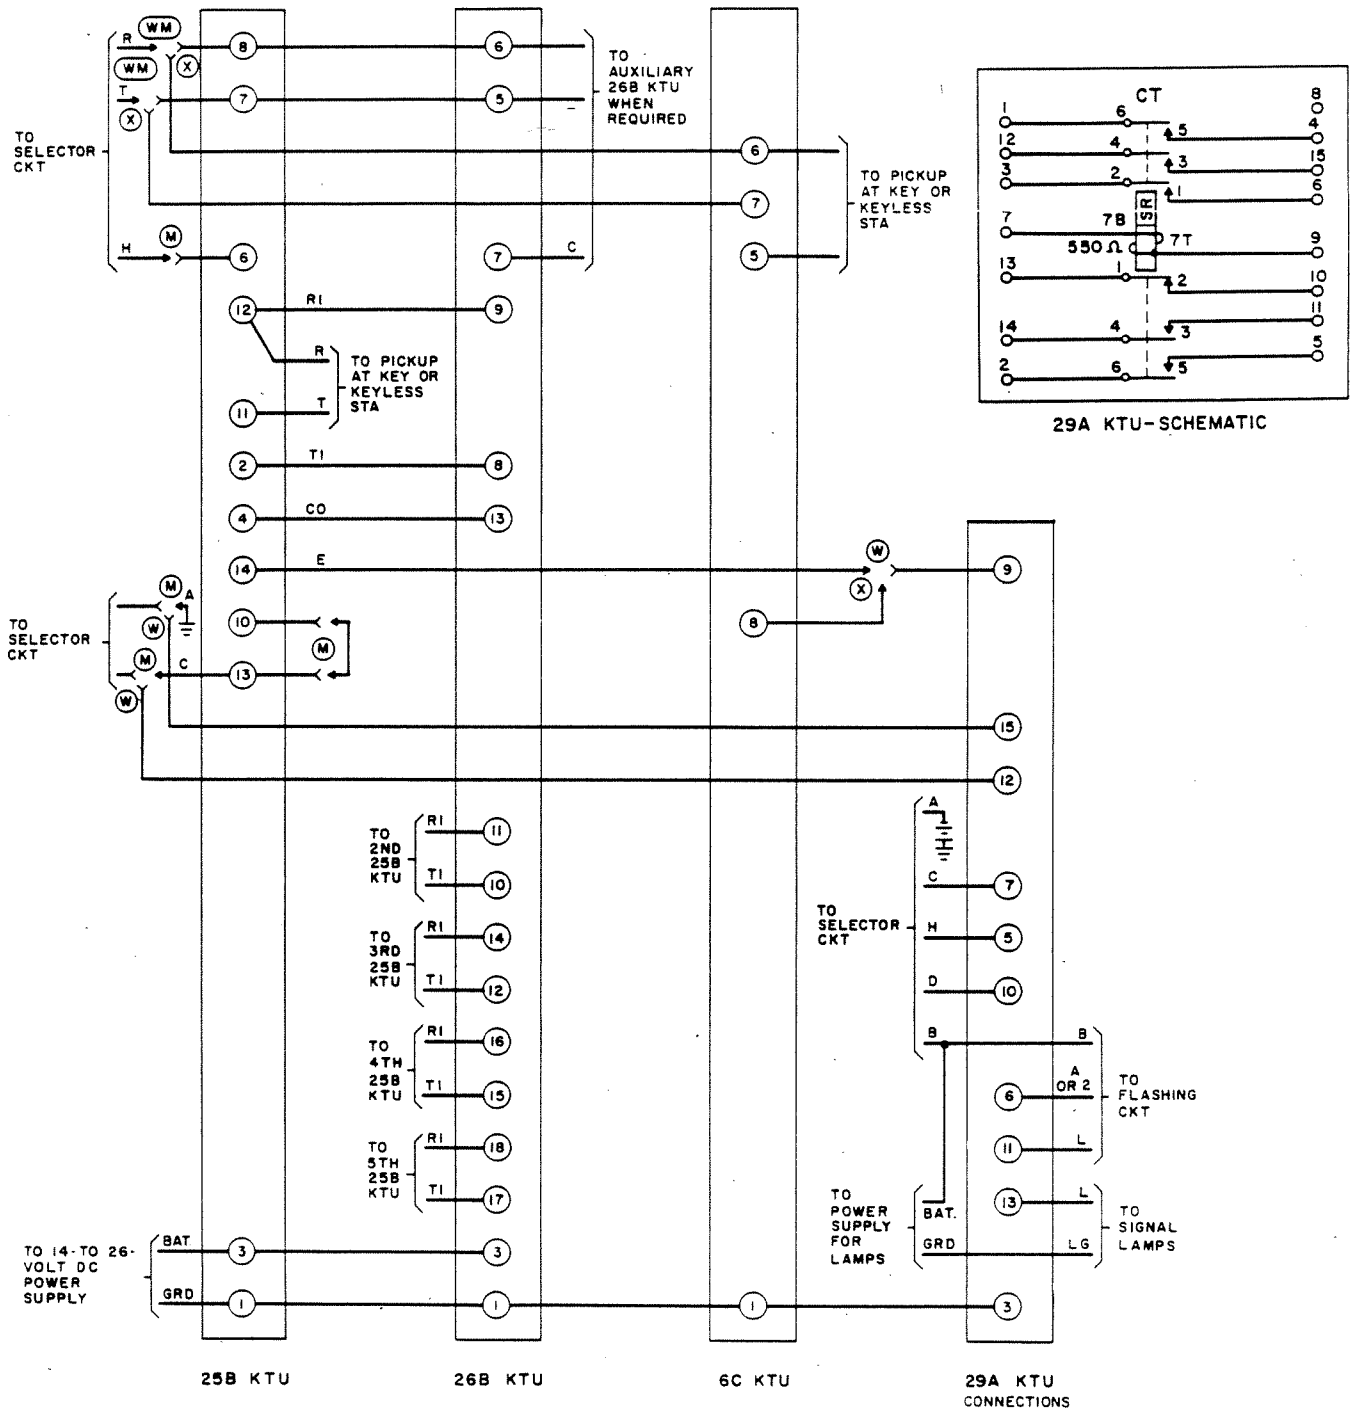 WM
R
8
6
TO
AUXILIARY
26B KTU
WHEN
REQUIRED
WM
X
T
7
5
X
TO
SELECTOR
CKT
6
TO PICKUP
AT KEY OR
KEYLESS
STA
7
H
M
6
7
C
5
12
R1
9
R
T
TO PICKUP
AT KEY OR
KEYLESS
STA
11
2
T1
8
4
CO
13
14
E
W
X
9
8
TO
SELECTOR
CKT
M
A
W
10
M
M
C
13
W
15
12
TO
2ND
25B
KTU
R1
11
T1
10
TO
3RD
25B
KTU
R1
14
T1
12
TO
4TH
25B
KTU
R1
16
T1
15
TO
5TH
25B
KTU
R1
18
T1
17
TO
SELECTOR
CKT
A
C
7
H
5
D
10
B
B
A
OR 2
6
11
L
TO
FLASHING
CKT
TO
POWER
SUPPLY
FOR
LAMPS
BAT.
GRD
13
L
LG
TO
SIGNAL
LAMPS
TO 14-TO 26-
VOLT DC
POWER
SUPPLY
BAT.
3
3
GRD
1
1
1
3
25B KTU
26B KTU
6C KTU
29A KTU
CONNECTIONS
CT
1
6
5
8
4
12
4
3
15
3
2
1
6
SR
7
7B
7T
550Ω
9
13
1
2
10
14
4
3
11
2
6
5
5
29A KTU-SCHEMATIC